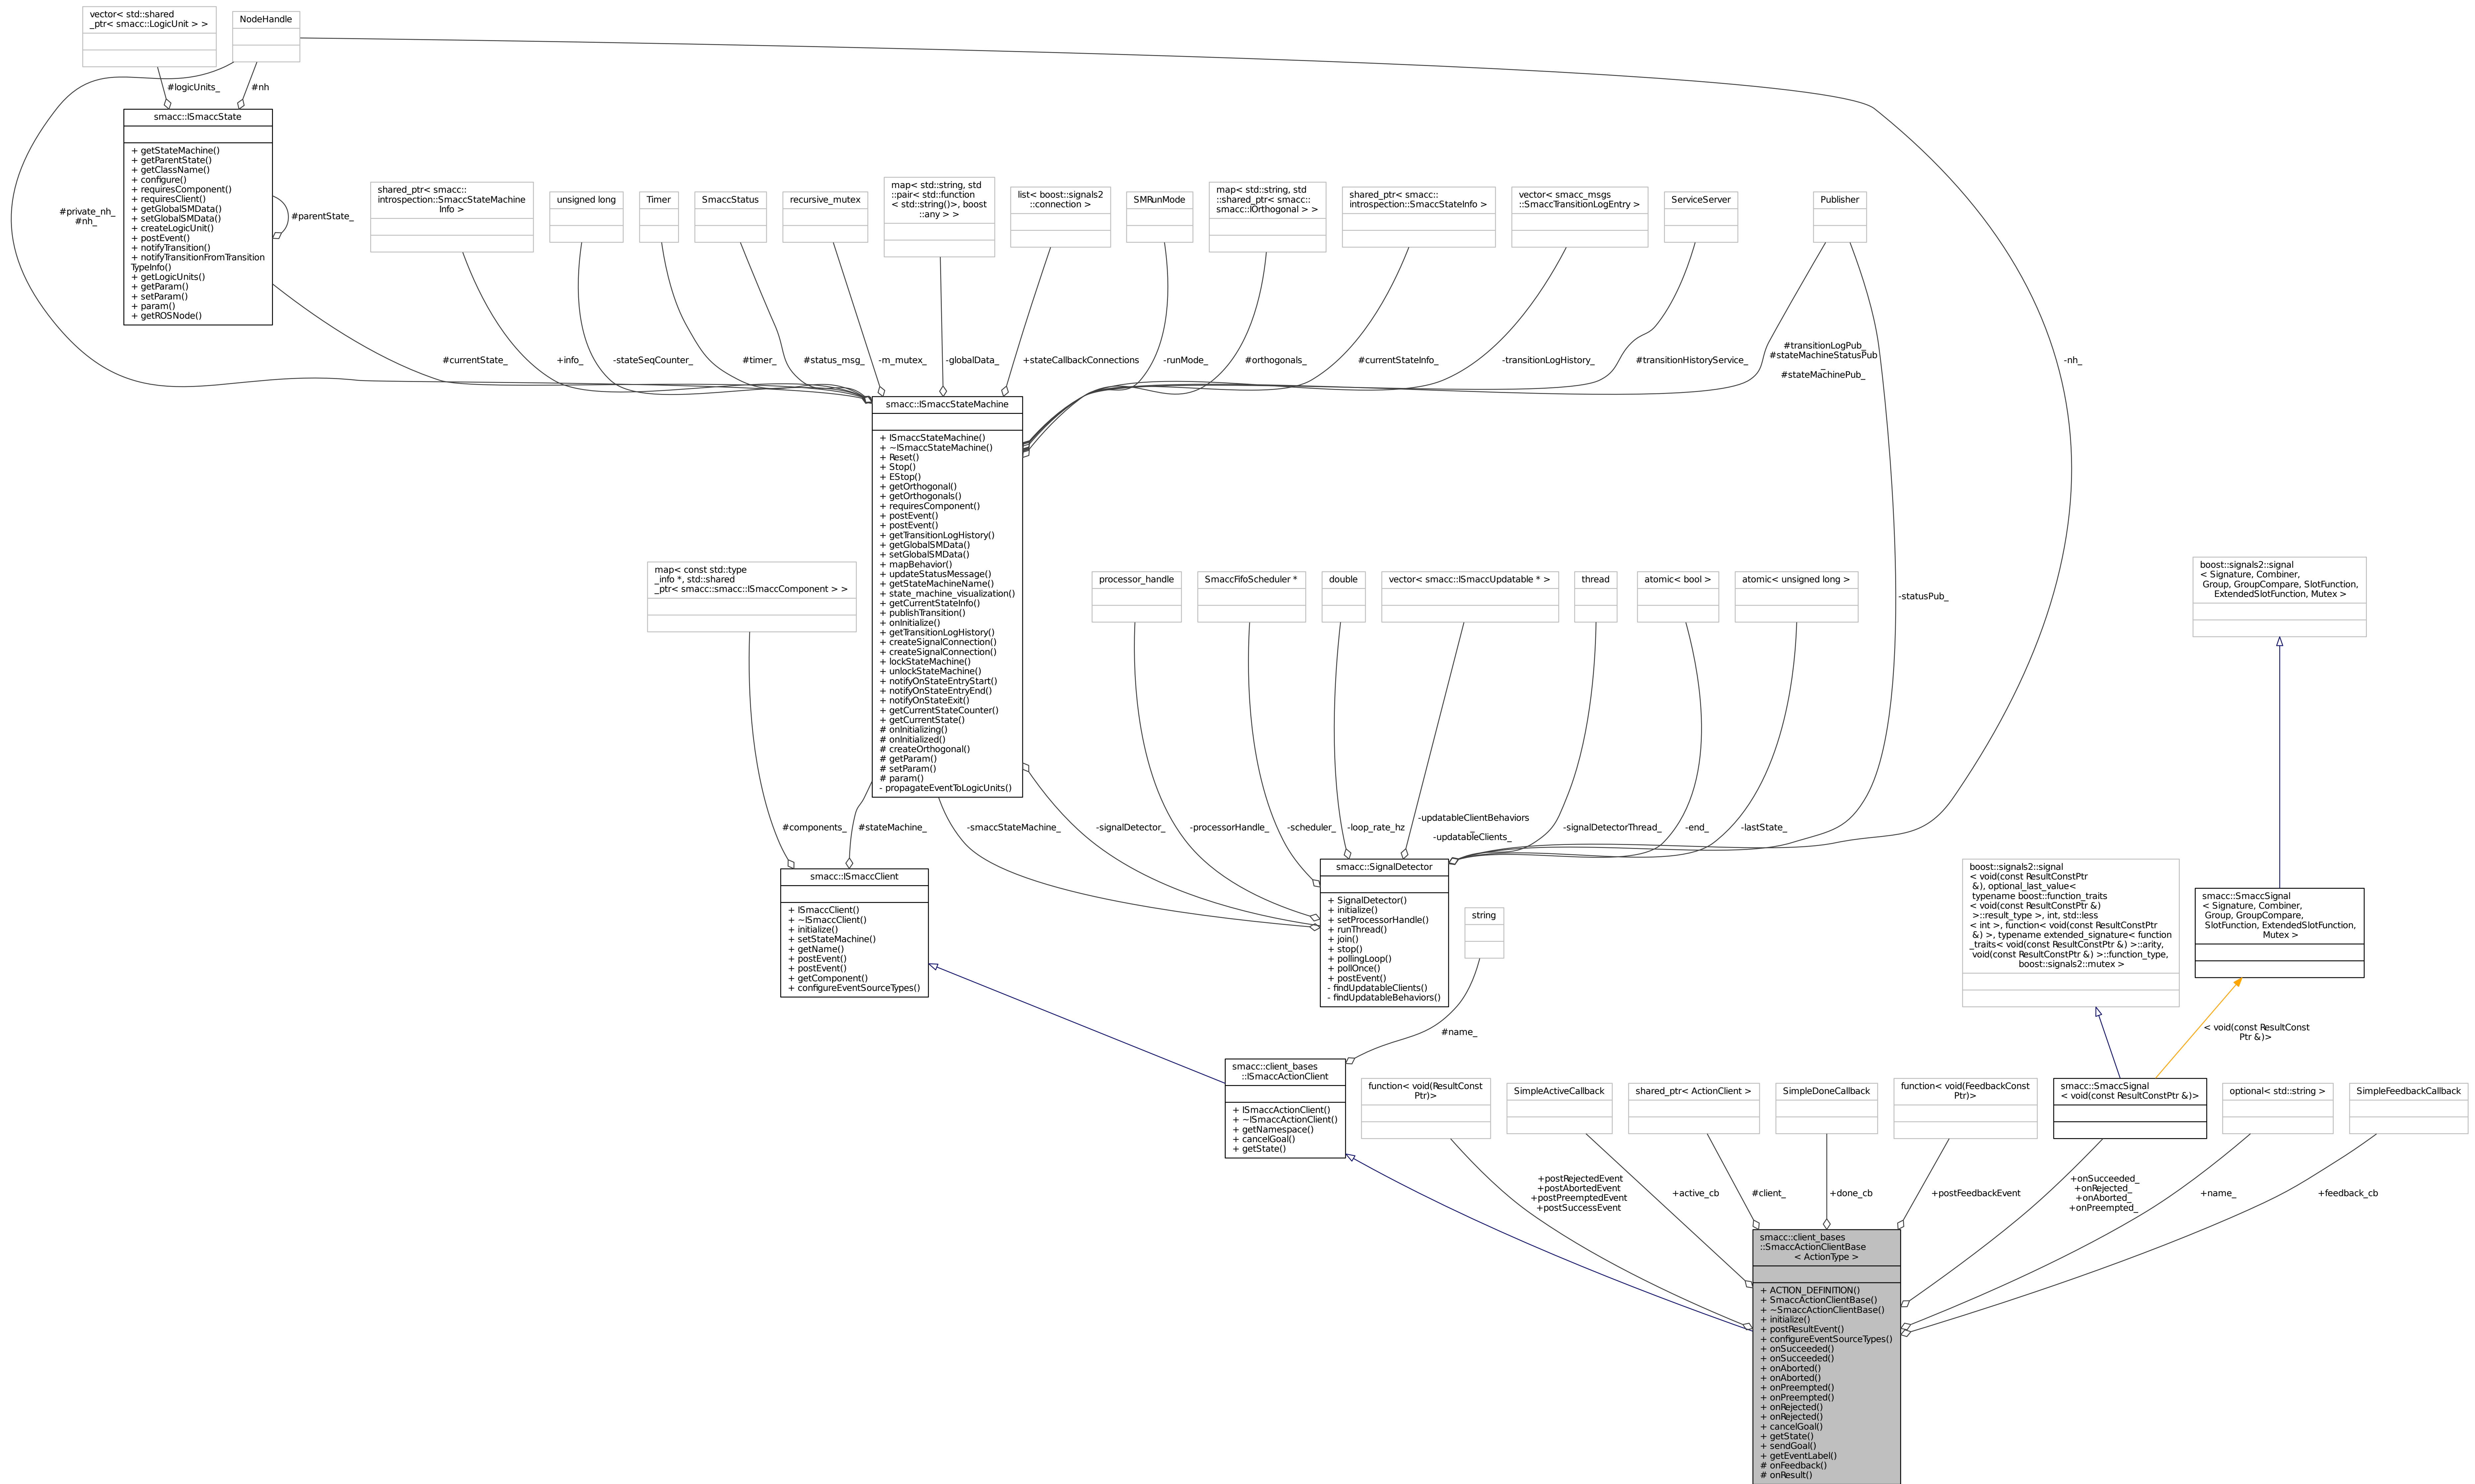 vector< std::shared
_ptr< smacc::LogicUnit > >
NodeHandle
#logicUnits_
#nh
smacc::ISmaccState
+ getStateMachine()
+ getParentState()
+ getClassName()
+ configure()
+ requiresComponent()
+ requiresClient()
+ getGlobalSMData()
+ setGlobalSMData()
+ createLogicUnit()
+ postEvent()
+ notifyTransition()
+ notifyTransitionFromTransition
TypeInfo()
+ getLogicUnits()
+ getParam()
+ setParam()
+ param()
+ getROSNode()
#private_nh_
#nh_
#parentState_
shared_ptr< smacc::
introspection::SmaccStateMachine
Info >
unsigned long
Timer
SmaccStatus
recursive_mutex
map< std::string, std
::pair< std::function
< std::string()>, boost
::any > >
list< boost::signals2
::connection >
SMRunMode
map< std::string, std
::shared_ptr< smacc::
smacc::IOrthogonal > >
shared_ptr< smacc::
introspection::SmaccStateInfo >
vector< smacc_msgs
::SmaccTransitionLogEntry >
ServiceServer
Publisher
#currentState_
+info_
-stateSeqCounter_
#timer_
#status_msg_
-m_mutex_
-globalData_
+stateCallbackConnections
-runMode_
#orthogonals_
#currentStateInfo_
-transitionLogHistory_
#transitionHistoryService_
#transitionLogPub_
#stateMachineStatusPub
_
#stateMachinePub_
-nh_
smacc::ISmaccStateMachine
+ ISmaccStateMachine()
+ ~ISmaccStateMachine()
+ Reset()
+ Stop()
+ EStop()
+ getOrthogonal()
+ getOrthogonals()
+ requiresComponent()
+ postEvent()
+ postEvent()
+ getTransitionLogHistory()
+ getGlobalSMData()
+ setGlobalSMData()
+ mapBehavior()
+ updateStatusMessage()
+ getStateMachineName()
+ state_machine_visualization()
+ getCurrentStateInfo()
+ publishTransition()
+ onInitialize()
+ getTransitionLogHistory()
+ createSignalConnection()
+ createSignalConnection()
+ lockStateMachine()
+ unlockStateMachine()
+ notifyOnStateEntryStart()
+ notifyOnStateEntryEnd()
+ notifyOnStateExit()
+ getCurrentStateCounter()
+ getCurrentState()
# onInitializing()
# onInitialized()
# createOrthogonal()
# getParam()
# setParam()
# param()
- propagateEventToLogicUnits()
map< const std::type
_info *, std::shared
_ptr< smacc::smacc::ISmaccComponent > >
processor_handle
SmaccFifoScheduler *
double
vector< smacc::ISmaccUpdatable * >
thread
atomic< bool >
atomic< unsigned long >
-statusPub_
boost::signals2::signal
< Signature, Combiner,
Group, GroupCompare, SlotFunction,
ExtendedSlotFunction, Mutex >
#components_
#stateMachine_
-smaccStateMachine_
-signalDetector_
-processorHandle_
-scheduler_
-loop_rate_hz
-updatableClientBehaviors
_
-updatableClients_
-signalDetectorThread_
-end_
-lastState_
smacc::ISmaccClient
+ ISmaccClient()
+ ~ISmaccClient()
+ initialize()
+ setStateMachine()
+ getName()
+ postEvent()
+ postEvent()
+ getComponent()
+ configureEventSourceTypes()
smacc::SignalDetector
+ SignalDetector()
+ initialize()
+ setProcessorHandle()
+ runThread()
+ join()
+ stop()
+ pollingLoop()
+ pollOnce()
+ postEvent()
- findUpdatableClients()
- findUpdatableBehaviors()
string
boost::signals2::signal
< void(const ResultConstPtr
&), optional_last_value<
typename boost::function_traits
< void(const ResultConstPtr &)
>::result_type >, int, std::less
< int >, function< void(const ResultConstPtr
&) >, typename extended_signature< function
_traits< void(const ResultConstPtr &) >::arity,
void(const ResultConstPtr &) >::function_type,
boost::signals2::mutex >
smacc::SmaccSignal
< Signature, Combiner,
Group, GroupCompare,
SlotFunction, ExtendedSlotFunction,
Mutex >
#name_
< void(const ResultConst
Ptr &)>
smacc::client_bases
::ISmaccActionClient
+ ISmaccActionClient()
+ ~ISmaccActionClient()
+ getNamespace()
+ cancelGoal()
+ getState()
function< void(ResultConst
Ptr)>
SimpleActiveCallback
shared_ptr< ActionClient >
SimpleDoneCallback
function< void(FeedbackConst
Ptr)>
smacc::SmaccSignal
< void(const ResultConstPtr &)>
optional< std::string >
SimpleFeedbackCallback
+postRejectedEvent
+postAbortedEvent
+postPreemptedEvent
+postSuccessEvent
+active_cb
#client_
+done_cb
+postFeedbackEvent
+onSucceeded_
+onRejected_
+onAborted_
+onPreempted_
+name_
+feedback_cb
smacc::client_bases
::SmaccActionClientBase
< ActionType >
+ ACTION_DEFINITION()
+ SmaccActionClientBase()
+ ~SmaccActionClientBase()
+ initialize()
+ postResultEvent()
+ configureEventSourceTypes()
+ onSucceeded()
+ onSucceeded()
+ onAborted()
+ onAborted()
+ onPreempted()
+ onPreempted()
+ onRejected()
+ onRejected()
+ cancelGoal()
+ getState()
+ sendGoal()
+ getEventLabel()
# onFeedback()
# onResult()